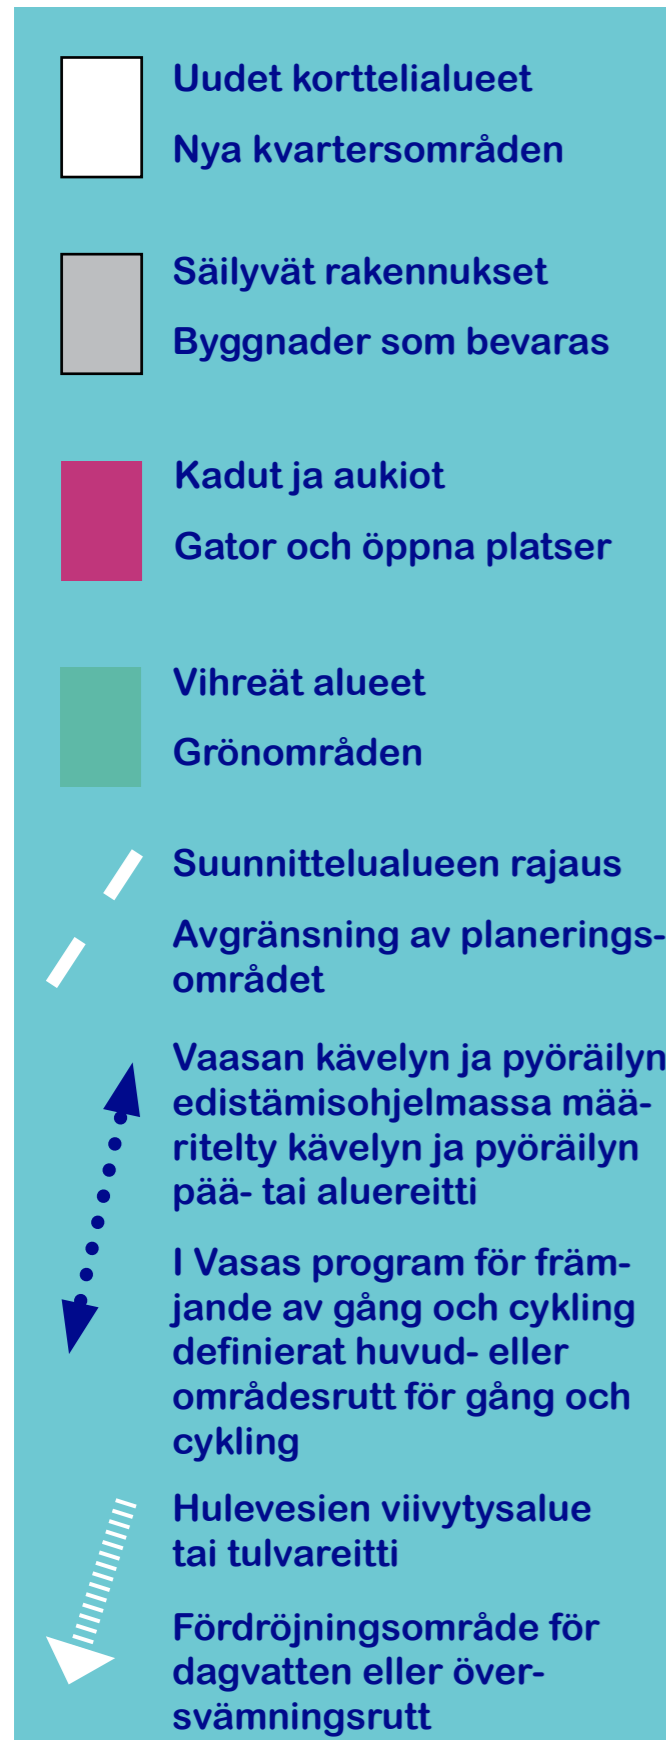 Uudet korttelialueet
Nya kvartersområden
Säilyvät rakennukset
Byggnader som bevaras
Kadut ja aukiot
Gator och öppna platser
Vihreät alueet
Grönområden
Suunnittelualueen rajaus
Avgränsning av planerings-
området
Vaasan kävelyn ja pyöräilyn
edistämisohjelmassa mää-
ritelty kävelyn ja pyöräilyn
pää- tai aluereitti
I Vasas program för främ-
jande av gång och cykling
definierat huvud- eller
områdesrutt för gång och
cykling
Hulevesien viivytysalue
tai tulvareitti
Fördröjningsområde för
dagvatten eller över-
svämningsrutt